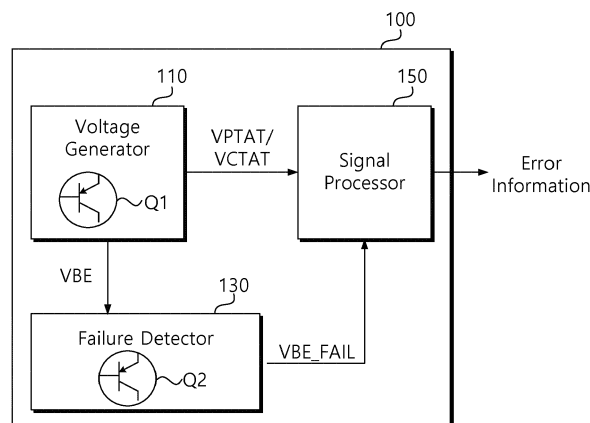 100
110
150
Voltage
Generator
Q1
VPTAT/
VCTAT
Signal
Processor
Error
Information
VBE
130
Failure Detector
Q2
VBE_FAIL